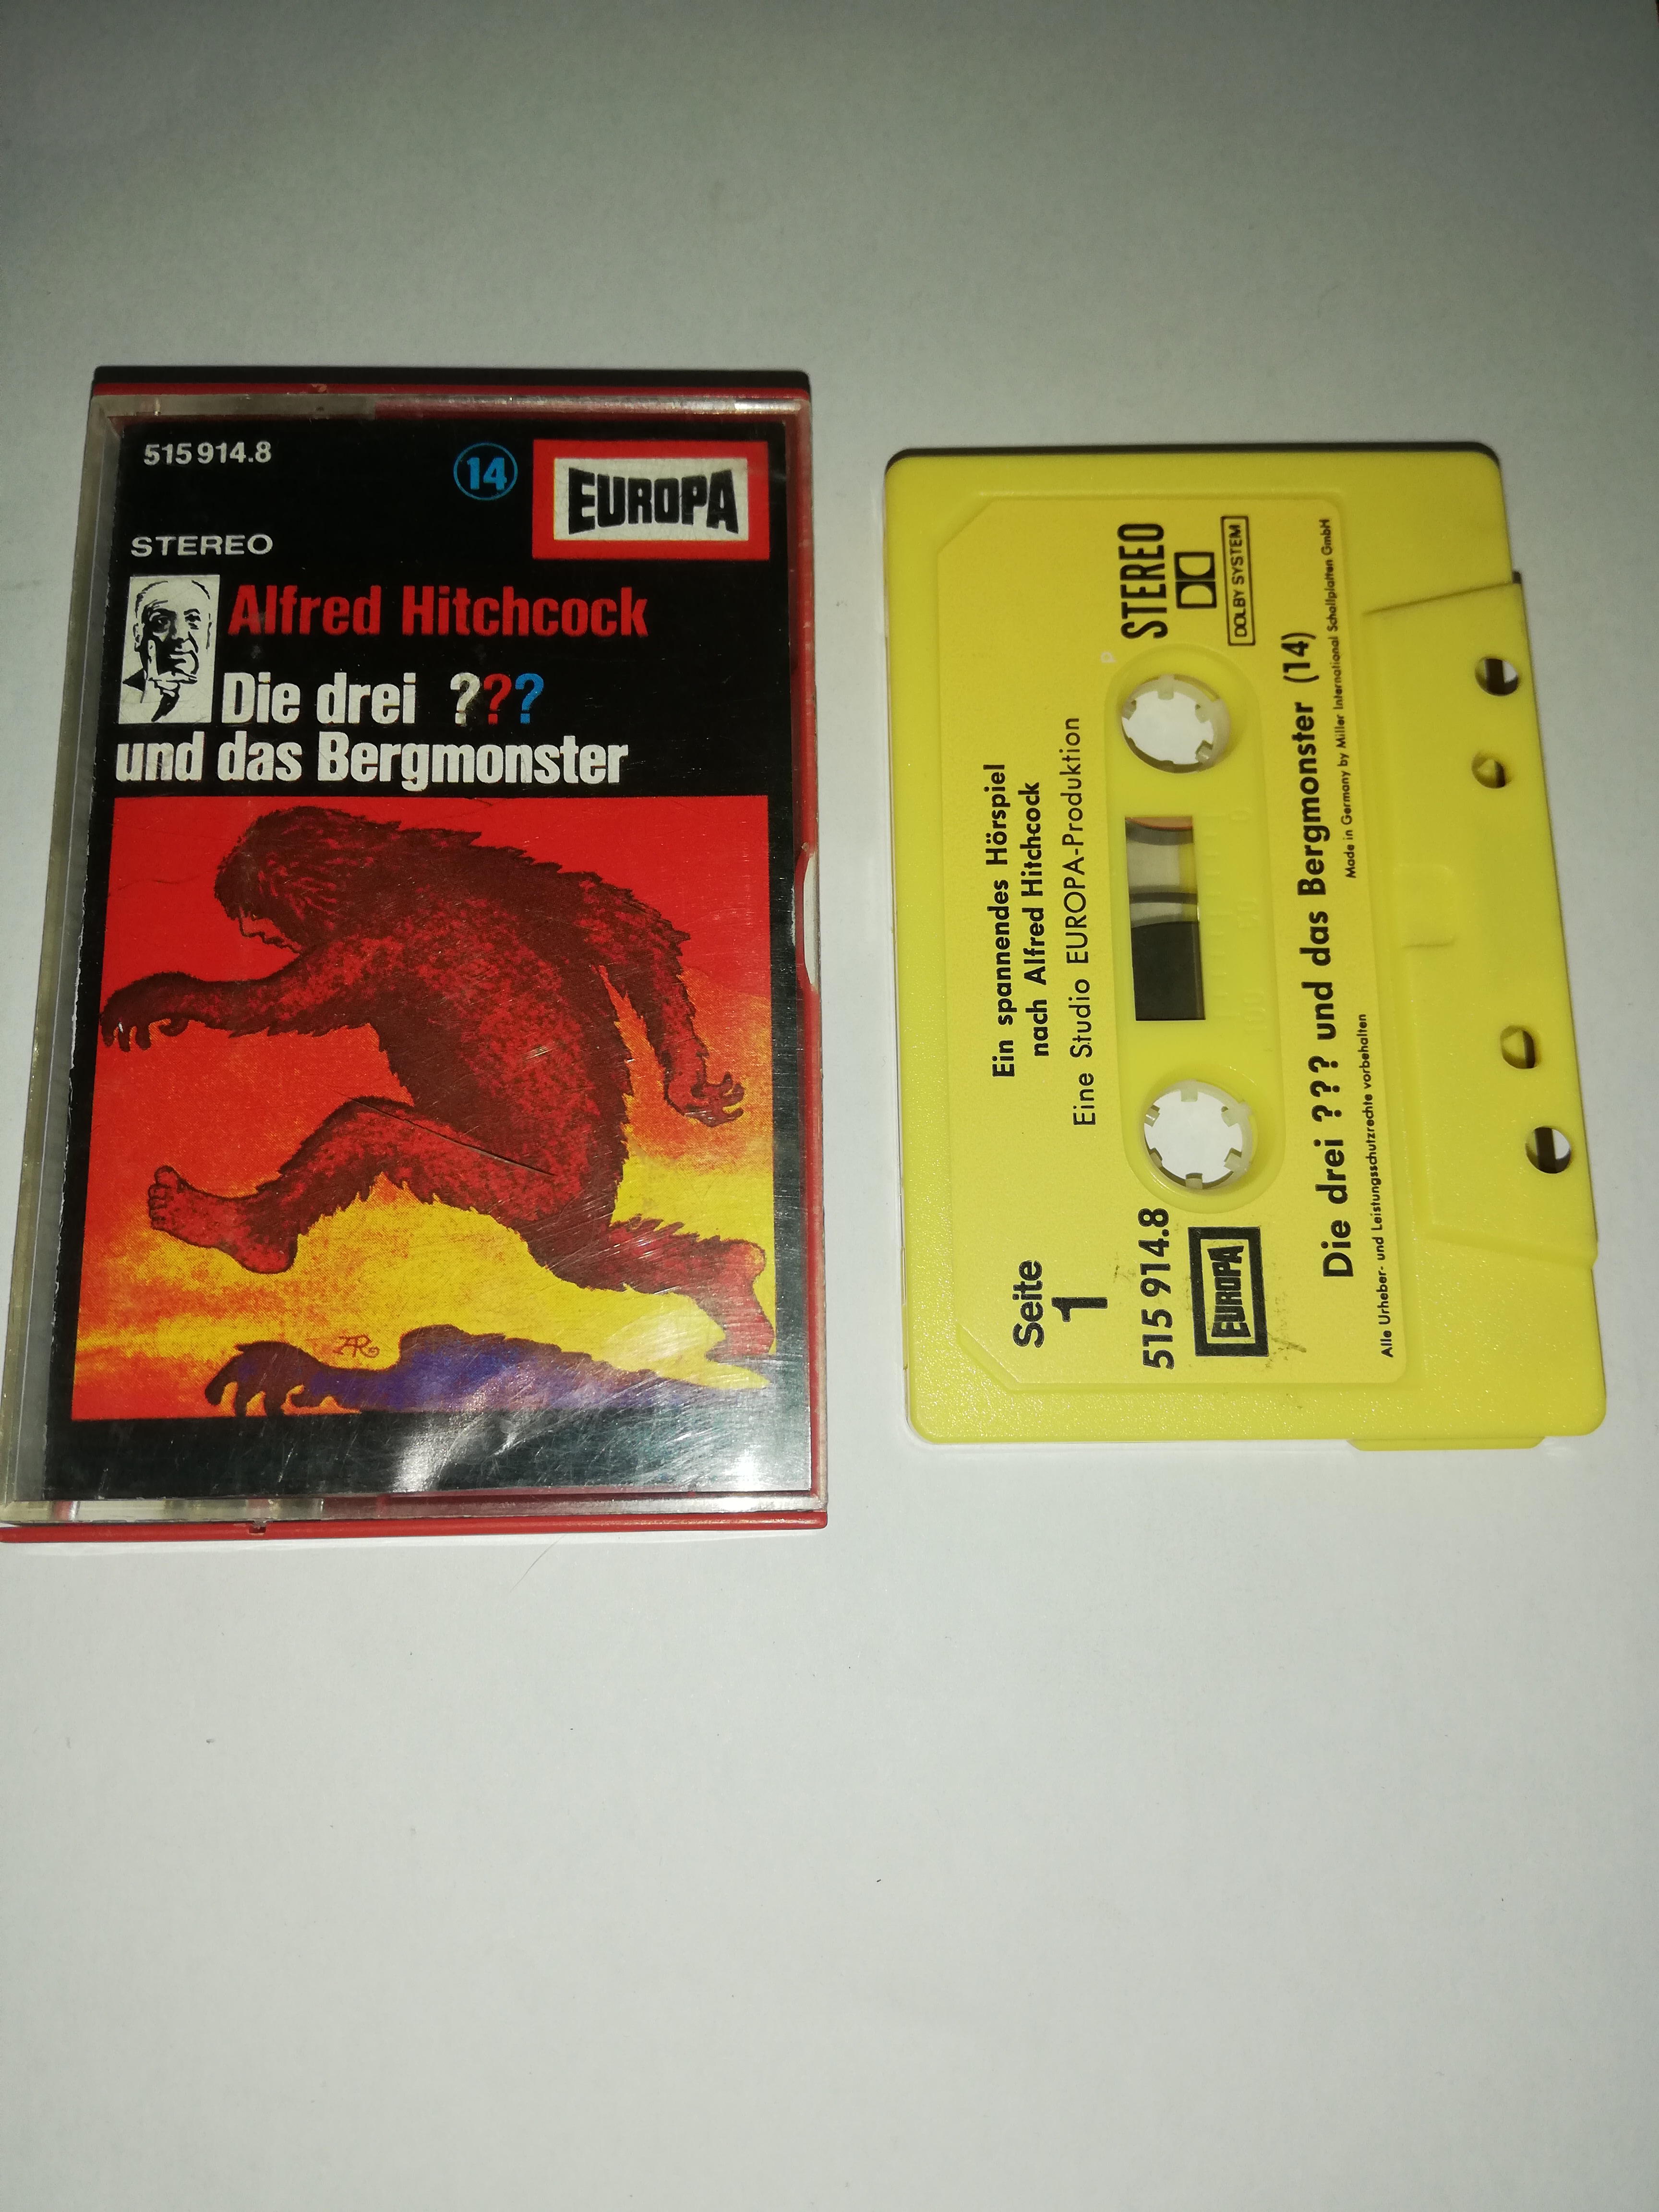 515 914.8
14
EUROPA
STEREO
Alfred Hitchcock
Die drei ???
und das Bergmonster
AR
Ein spannendes Hörspiel
nach Alfred Hitchcock
Eine Studio EUROPA-Produktion
Seite
1
515 914.8
EUROPA
STEREO
DOLBY SYSTEM
Die drei ??? und das Bergmonster (14)
Made in Germany by Miller International Schallplatten GmbH
Alle Urheber- und Leistungsschutzrechte vorbehalten